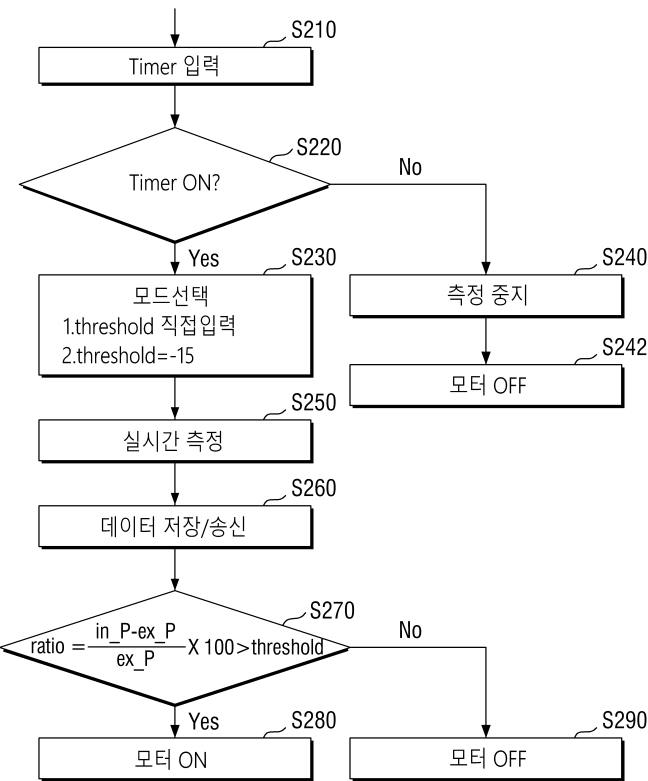 S210
Timer 입력
S220
Timer ON?
No
Yes
S230
모드선택
1.threshold 직접입력
2.threshold=-15
S240
측정 중지
S242
모터 OFF
S250
실시간 측정
S260
데이터 저장/송신
S270
ratio = in_P-ex_P / ex_P X 100>threshold
No
Yes
S280
모터 ON
S290
모터 OFF